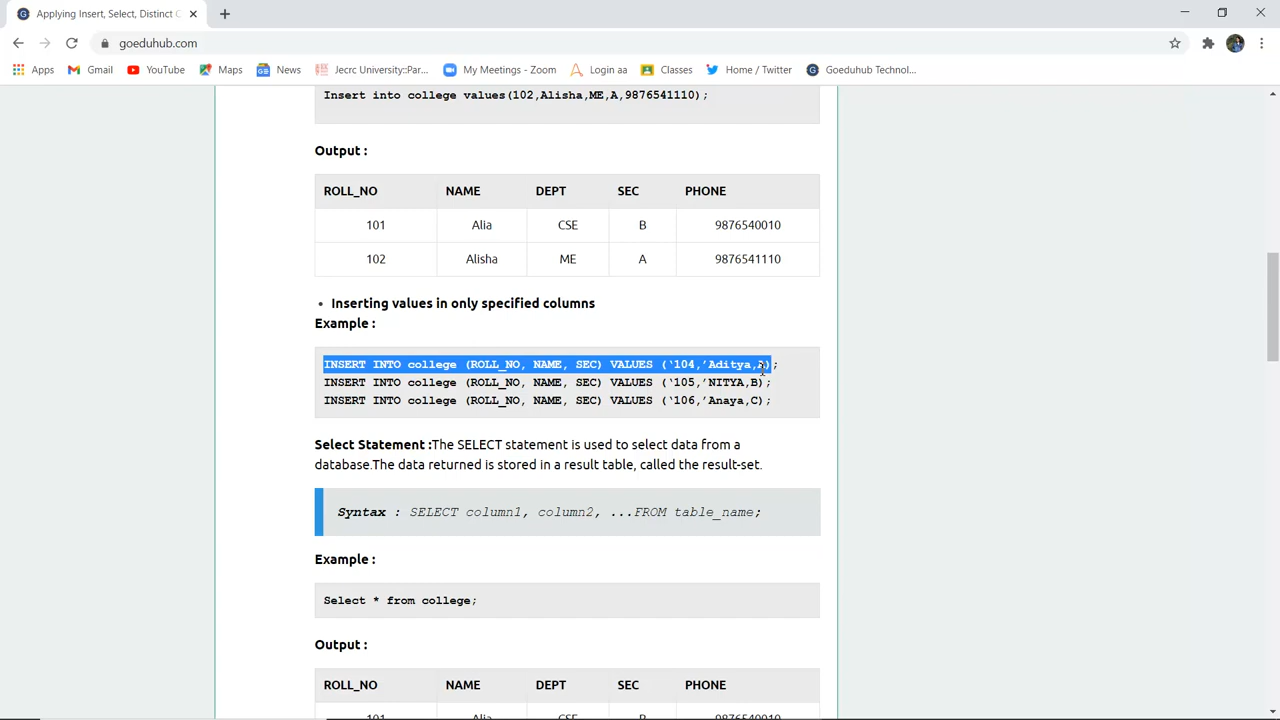 Applying Insert, Select, Distinct C
goeduhub.com
Apps Gmail YouTube Maps News Jecrc University::Par... My Meetings - Zoom Login aa Classes Home / Twitter Goeduhub Technol...
Insert into college values(102,Alisha,ME,A,9876541110);
Output :
ROLL_NO NAME DEPT SEC PHONE
101 Alia CSE B 9876540010
102 Alisha ME A 9876541110
• Inserting values in only specified columns
Example :
INSERT INTO college (ROLL_NO, NAME, SEC) VALUES (‘104,’Aditya, );
INSERT INTO college (ROLL_NO, NAME, SEC) VALUES (‘105,’NITYA,B);
INSERT INTO college (ROLL_NO, NAME, SEC) VALUES (‘106,’Anaya,C);
Select Statement :The SELECT statement is used to select data from a
database.The data returned is stored in a result table, called the result-set.
Syntax : SELECT column1, column2, ...FROM table_name;
Example :
Select * from college;
Output :
ROLL_NO NAME DEPT SEC PHONE
101 Alia CSE B